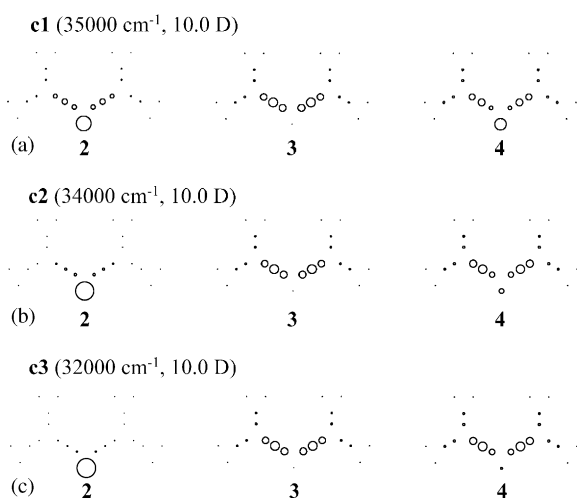 c1 (35000 cm-1, 10.0 D)
(a) 2 3 4
c2 (34000 cm-1, 10.0 D)
(b) 2 3 4
c3 (32000 cm-1, 10.0 D)
(c) 2 3 4